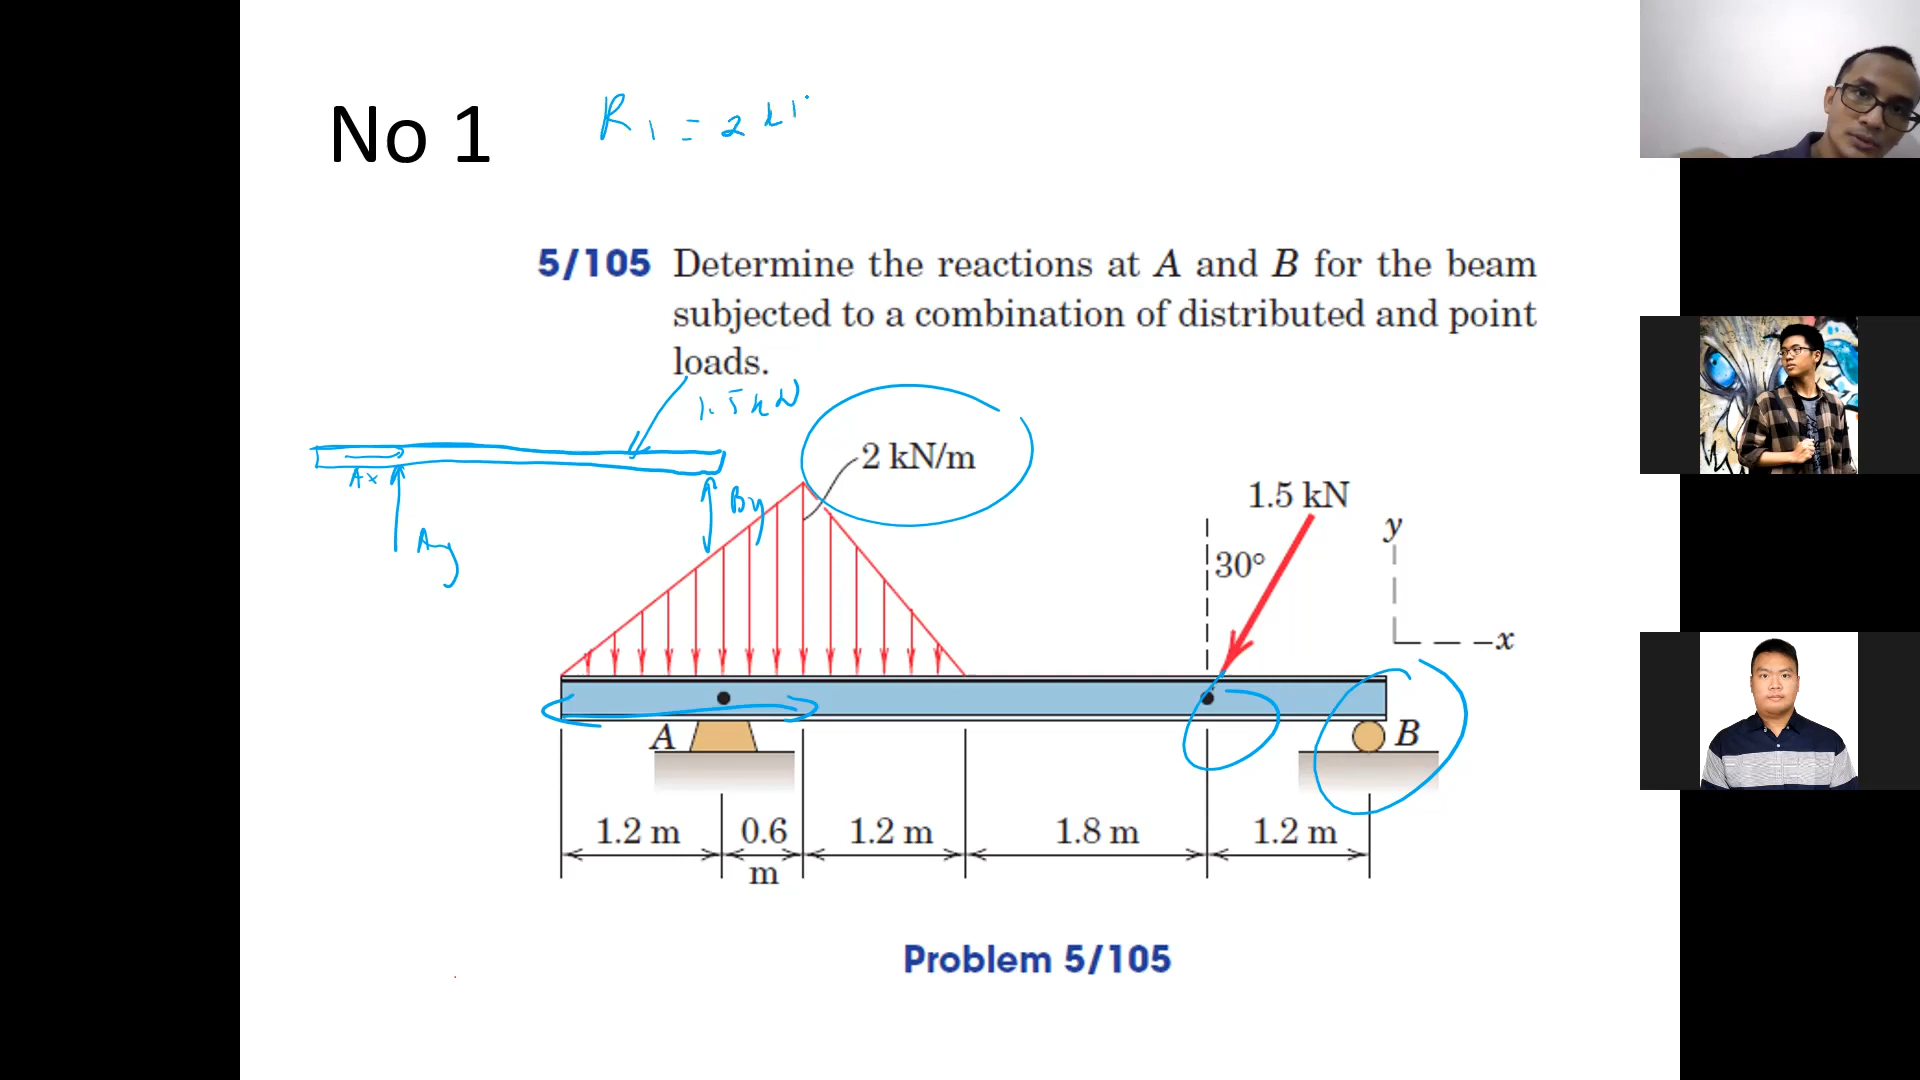 No 1
R1 = 2 k
5/105 Determine the reactions at A and B for the beam
subjected to a combination of distributed and point
loads.
1.5 kN
Ax
Ay
By
2 kN/m
1.5 kN
30°
y
x
A
B
1.2 m
0.6
m
1.2 m
1.8 m
1.2 m
Problem 5/105